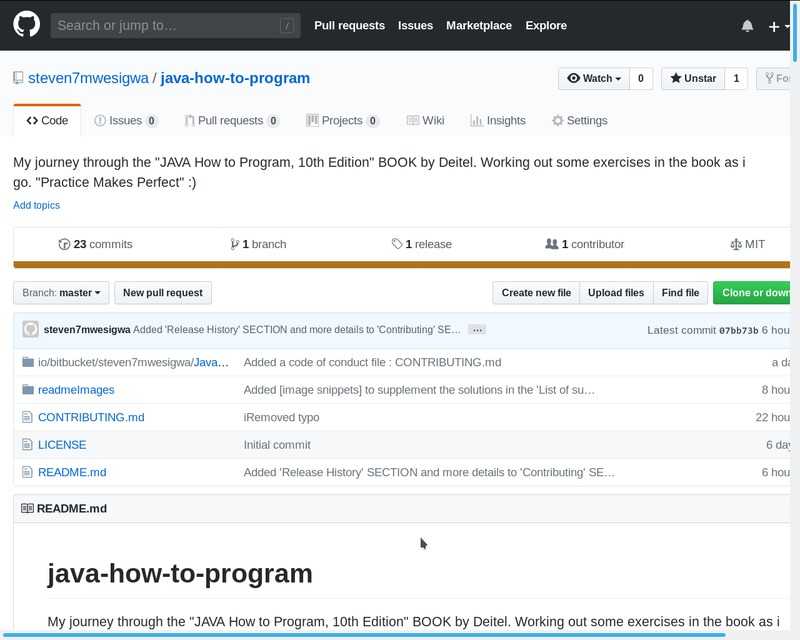 Search or jump to… /
Pull requests Issues Marketplace Explore
steven7mwesigwa / java-how-to-program
Watch 0 Unstar 1
Code Issues 0 Pull requests 0 Projects 0 Wiki Insights Settings
My journey through the "JAVA How to Program, 10th Edition" BOOK by Deitel. Working out some exercises in the book as i
go. "Practice Makes Perfect" :)
Add topics
23 commits 1 branch 1 release 1 contributor MIT
Branch: master New pull request Create new file Upload files Find file Clone or down
steven7mwesigwa Added 'Release History' SECTION and more details to 'Contributing' SE… … Latest commit 07bb73b 6 hou
io/bitbucket/steven7mwesigwa/Java… Added a code of conduct file : CONTRIBUTING.md a da
readmeImages Added [image snippets] to supplement the solutions in the 'List of su… 8 hou
CONTRIBUTING.md iRemoved typo 22 hou
LICENSE Initial commit 6 day
README.md Added 'Release History' SECTION and more details to 'Contributing' SE… 6 hou
README.md
java-how-to-program
My journey through the "JAVA How to Program, 10th Edition" BOOK by Deitel. Working out some exercises in the book as i